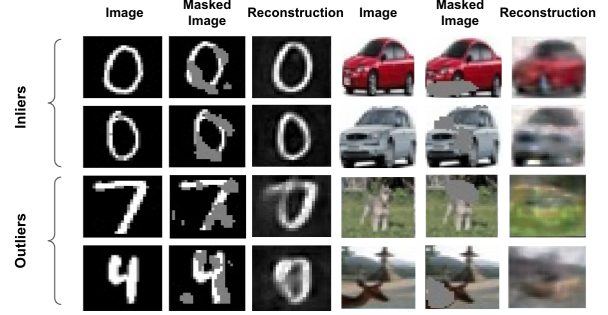 Image
Masked
Image
Reconstruction
Image
Masked
Image
Reconstruction
Inliers
Outliers